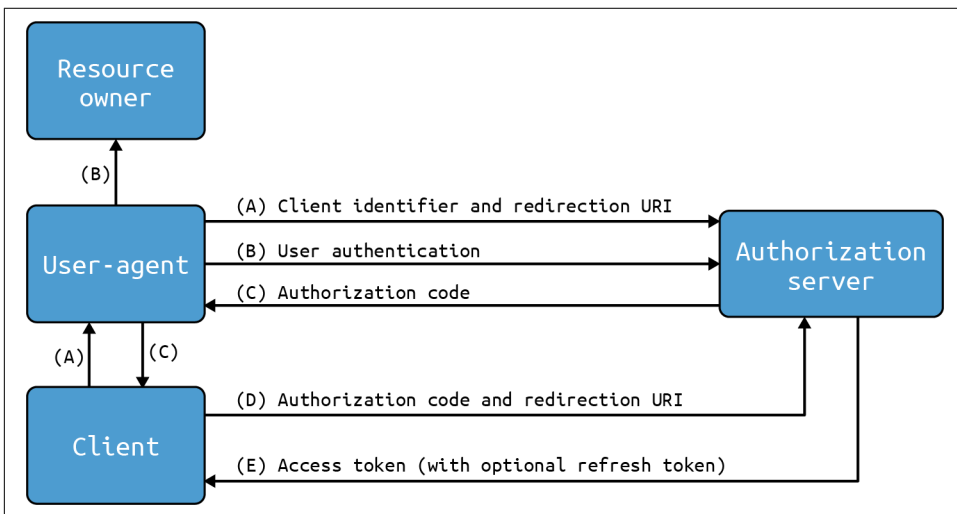 Resource
owner
(B)
(A) Client identifier and redirection URI
User-agent
(B) User authentication
Authorization
server
(C) Authorization code
(A)
(C)
(D) Authorization code and redirection URI
Client
(E) Access token (with optional refresh token)